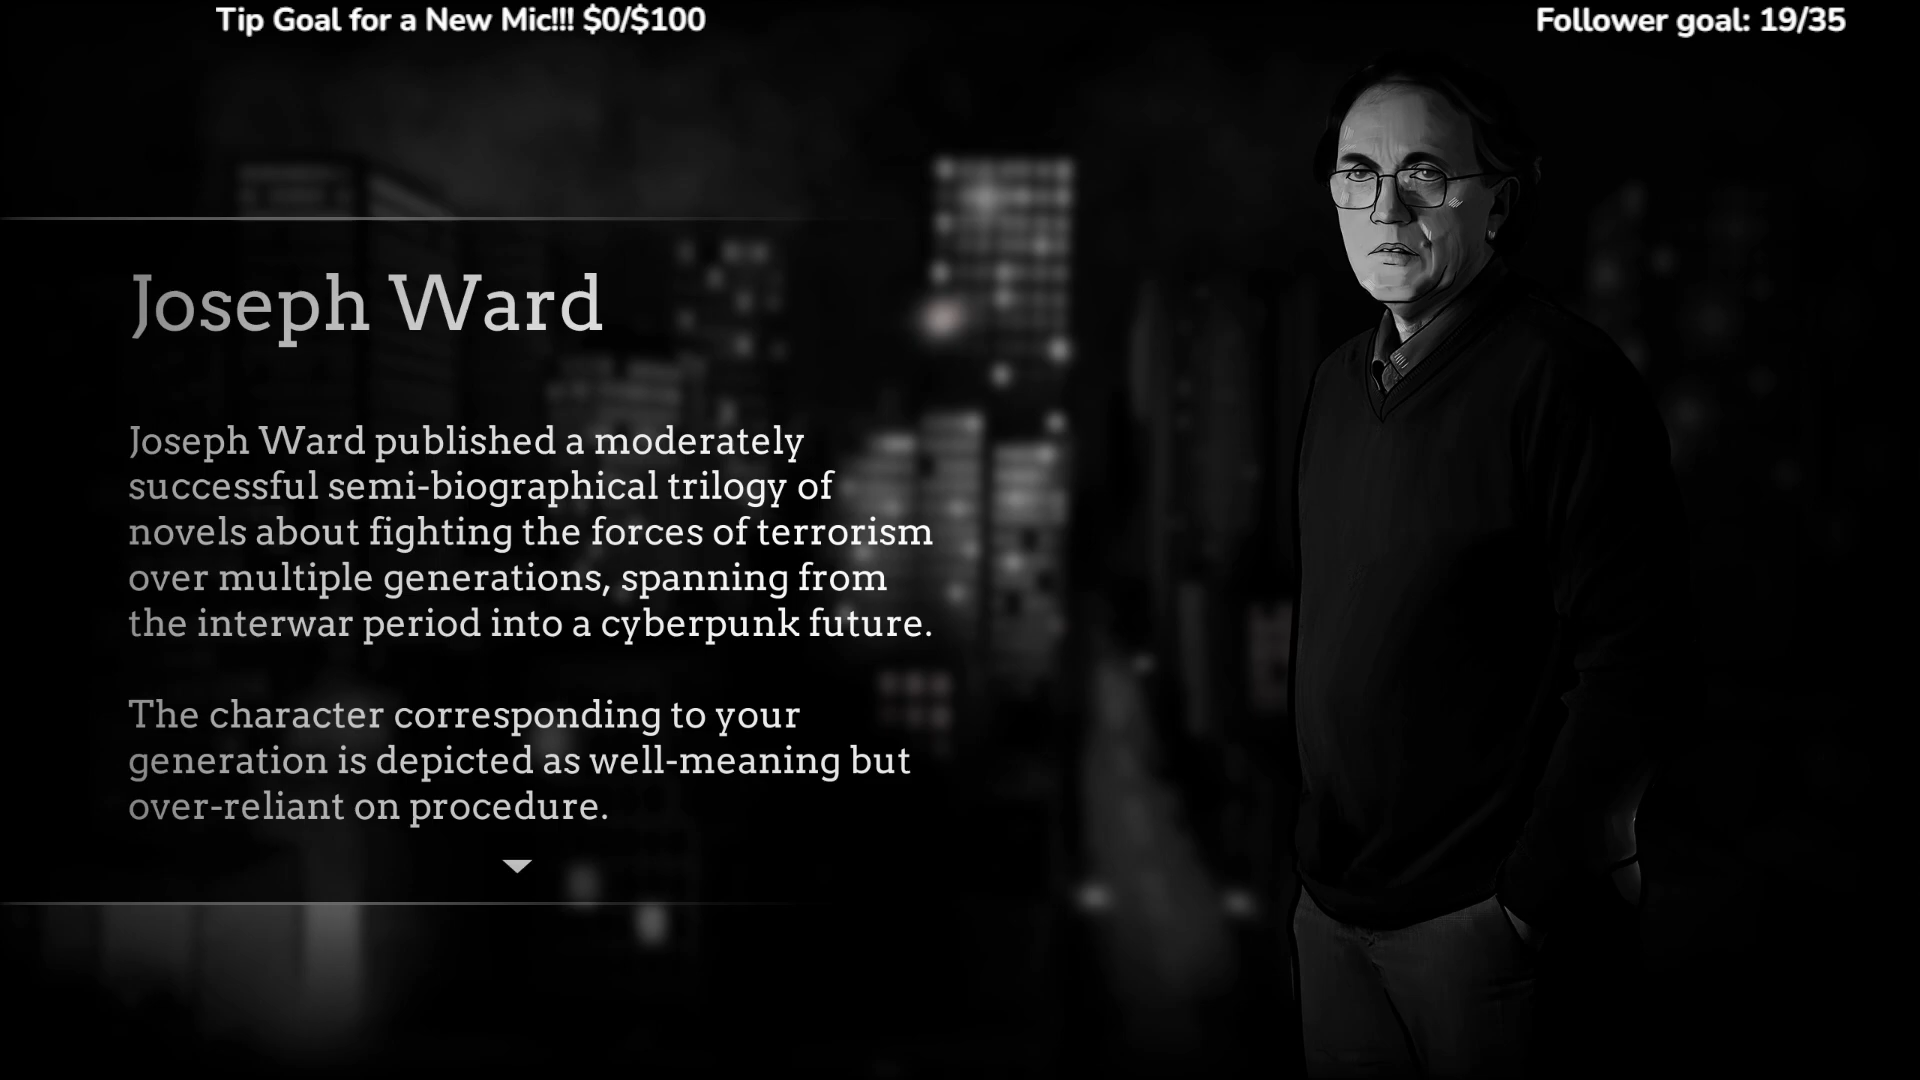 Tip Goal for a New Mic!!! $0/$100
Follower goal: 19/35
Joseph Ward
Joseph Ward published a moderately
successful semi-biographical trilogy of
novels about fighting the forces of terrorism
over multiple generations, spanning from
the interwar period into a cyberpunk future.
The character corresponding to your
generation is depicted as well-meaning but
over-reliant on procedure.